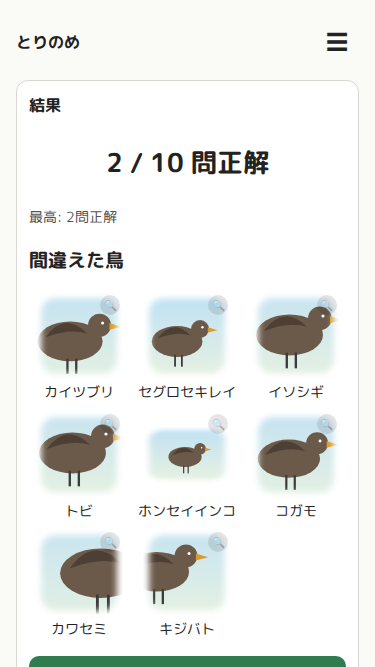 とりのめ
結果
2 / 10 問正解
最高: 2問正解
間違えた鳥
カイツブリ
セグロセキレイ
イソシギ
トビ
ホンセイインコ
コガモ
カワセミ
キジバト